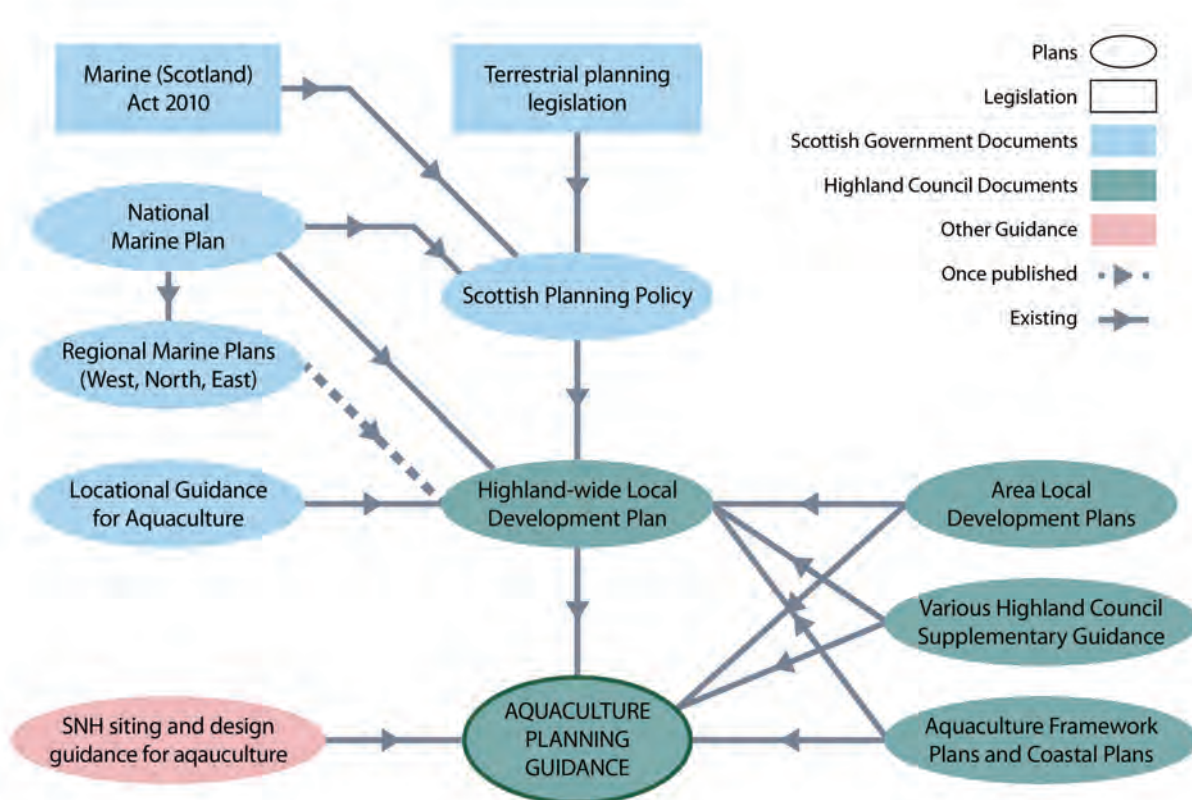 Marine (Scotland)
Act 2010
Terrestrial planning
legislation
Plans
Legislation
Scottish Government Documents
Highland Council Documents
Other Guidance
Once published
Existing
National
Marine Plan
Scottish Planning Policy
Regional Marine Plans
(West, North, East)
Locational Guidance
for Aquaculture
Highland-wide Local
Development Plan
Area Local
Development Plans
Various Highland Council
Supplementary Guidance
SNH siting and design
guidance for aqauculture
AQUACULTURE
PLANNING
GUIDANCE
Aquaculture Framework
Plans and Coastal Plans